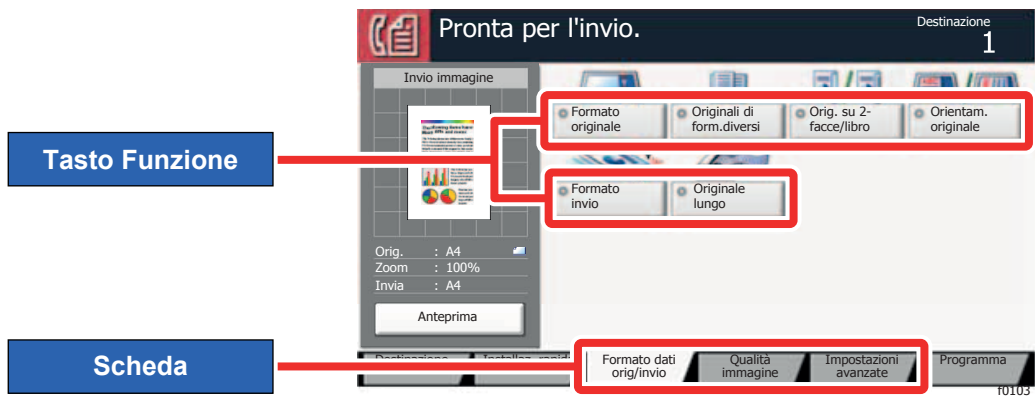 Pronta per l'invio.
Destinazione
1
Invio immagine
Formato
originale
Originali di
form.diversi
Orig. su 2-
facce/libro
Orientam.
originale
Tasto Funzione
Formato
invio
Originale
lungo
Orig. : A4
Zoom : 100%
Invia : A4
Anteprima
Scheda
Destinazione
Installaz. rapida
Formato dati
orig/invio
Qualità
immagine
Impostazioni
avanzate
Programma
f0103